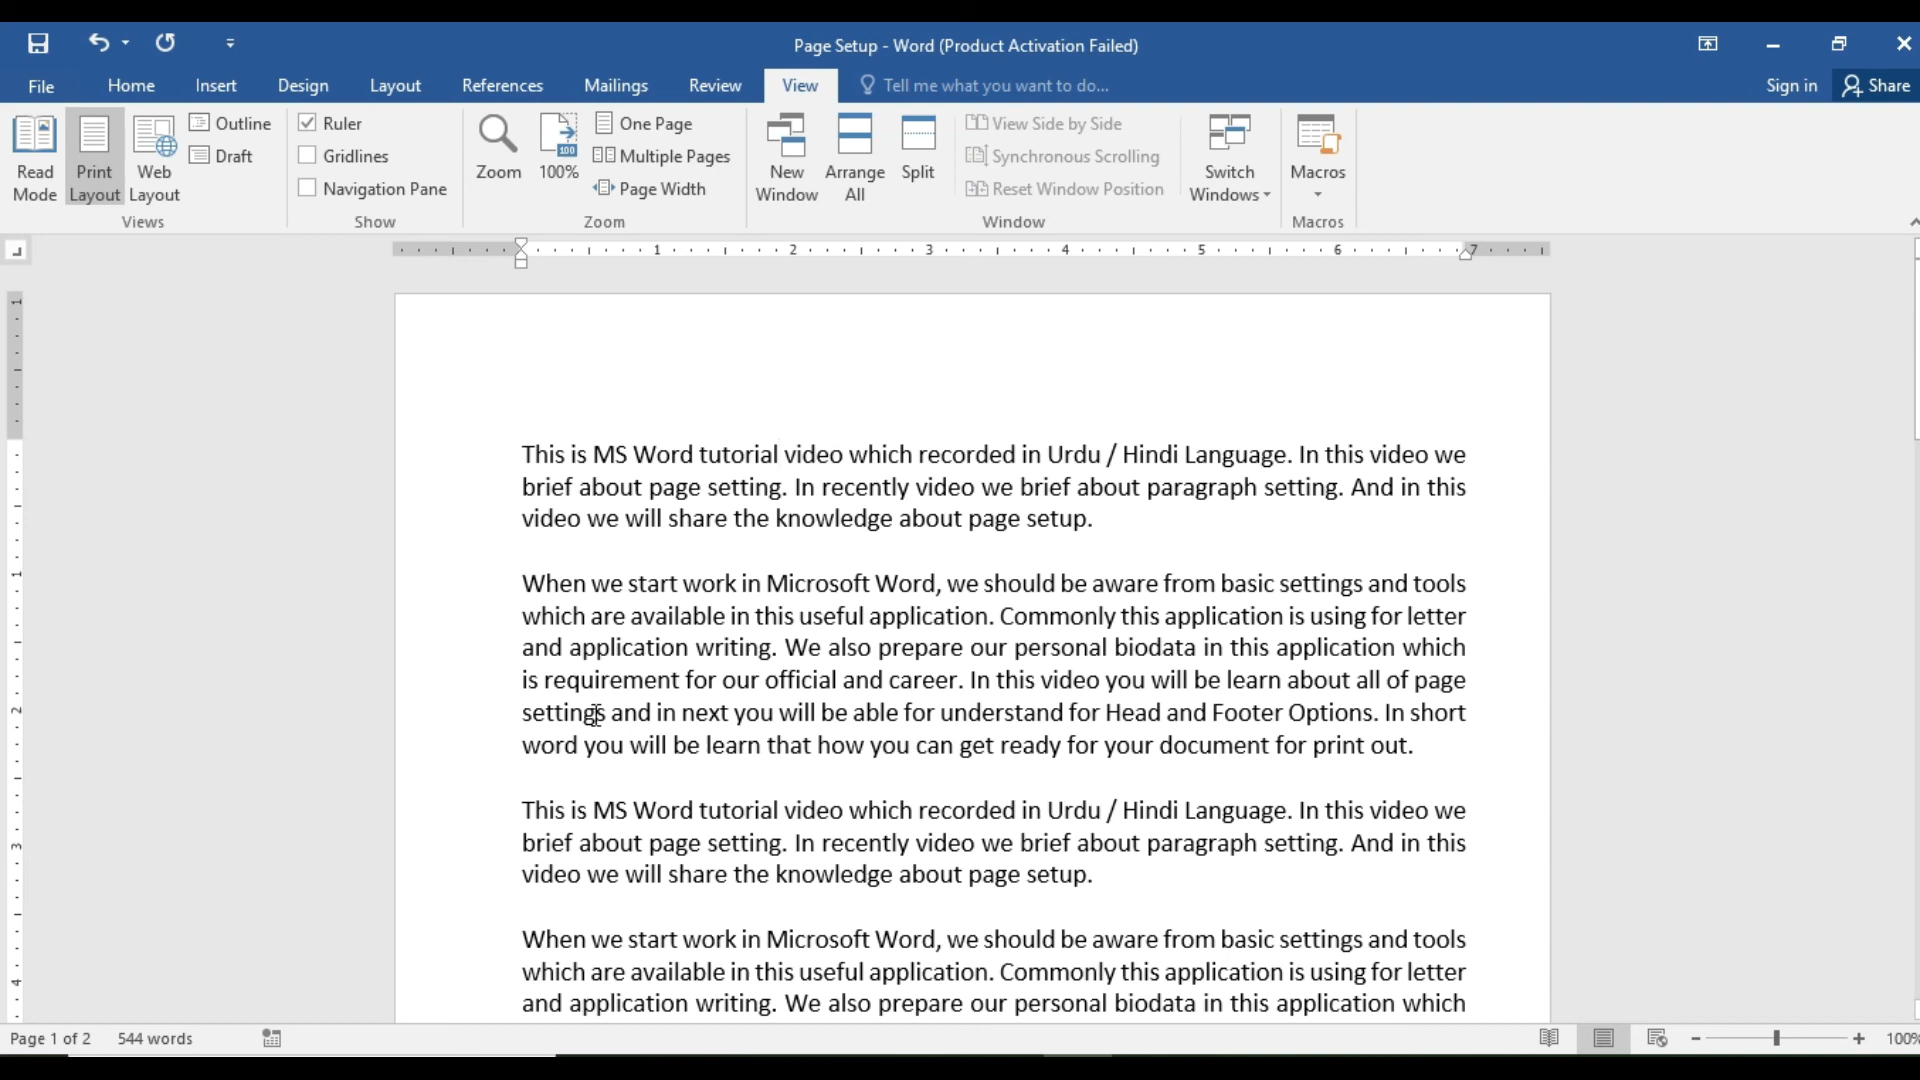 Page Setup - Word (Product Activation Failed)
File Home Insert Design Layout References Mailings Review View Tell me what you want to do... Sign in Share
Read Mode
Print Layout
Web Layout
Outline
Draft
Views
Ruler
Gridlines
Navigation Pane
Show
Zoom
100%
100
One Page
Multiple Pages
Page Width
Zoom
New Window
Arrange All
Split
View Side by Side
Synchronous Scrolling
Reset Window Position
Window
Switch Windows
Macros
Macros
1 2 3 4 5 6 7
1
1
2
3
4
This is MS Word tutorial video which recorded in Urdu / Hindi Language. In this video we
brief about page setting. In recently video we brief about paragraph setting. And in this
video we will share the knowledge about page setup.
When we start work in Microsoft Word, we should be aware from basic settings and tools
which are available in this useful application. Commonly this application is using for letter
and application writing. We also prepare our personal biodata in this application which
is requirement for our official and career. In this video you will be learn about all of page
settings and in next you will be able for understand for Head and Footer Options. In short
word you will be learn that how you can get ready for your document for print out.
This is MS Word tutorial video which recorded in Urdu / Hindi Language. In this video we
brief about page setting. In recently video we brief about paragraph setting. And in this
video we will share the knowledge about page setup.
When we start work in Microsoft Word, we should be aware from basic settings and tools
which are available in this useful application. Commonly this application is using for letter
and application writing. We also prepare our personal biodata in this application which
Page 1 of 2 544 words 100%